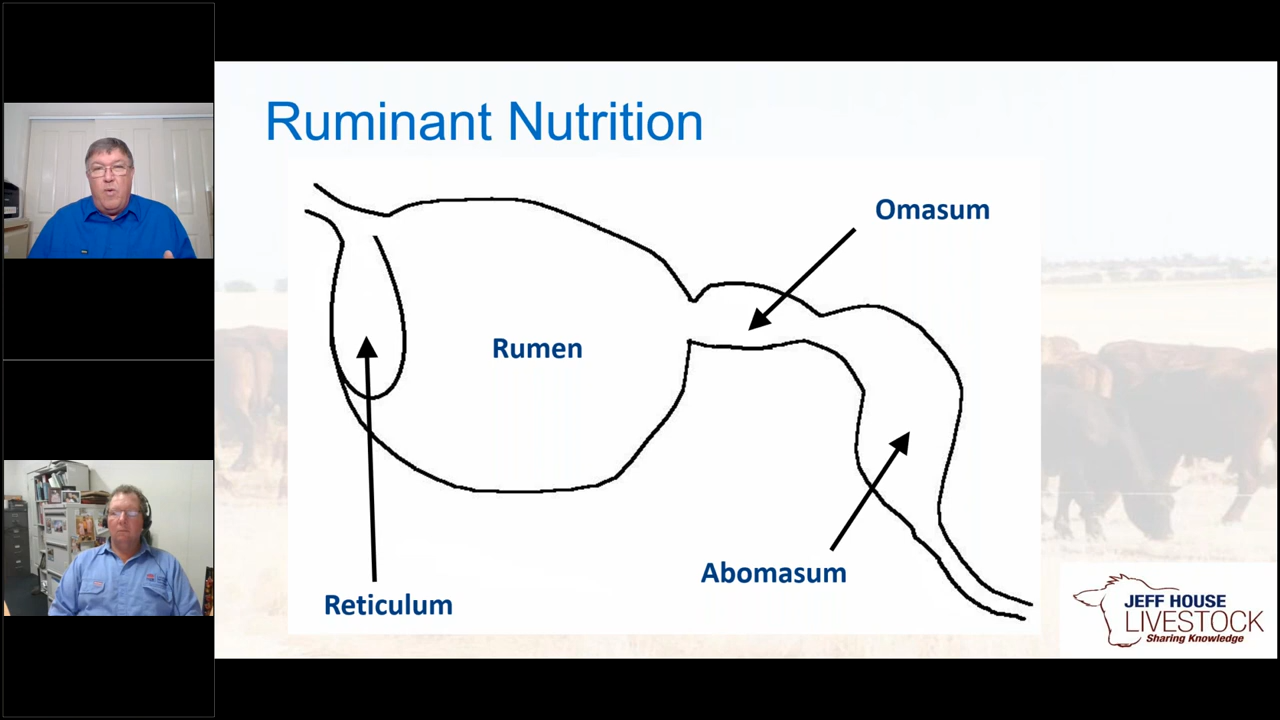 Ruminant Nutrition
Omasum
Rumen
Abomasum
Reticulum
JEFF HOUSE
LIVESTOCK
Sharing Knowledge